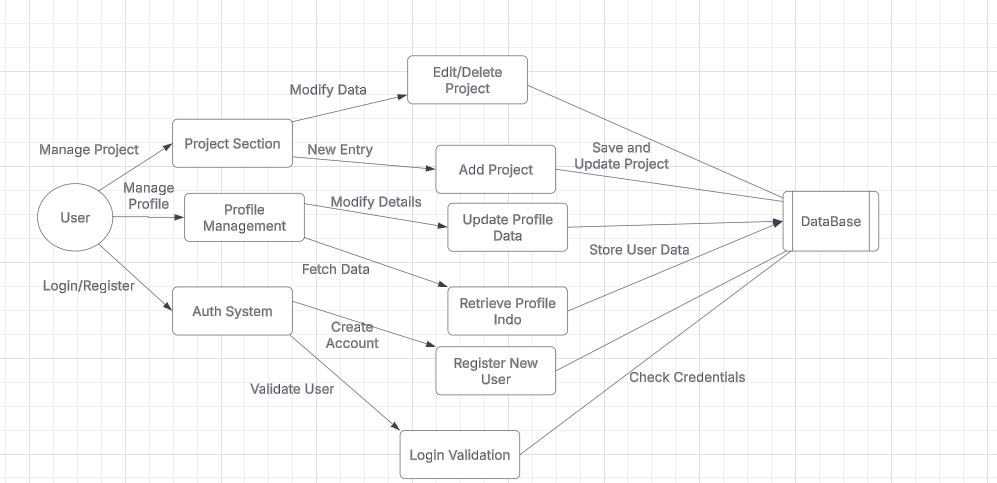 Edit/Delete
Project
Modify Data
Project Section
Manage Project
New Entry
Save and
Update Project
Add Project
Manage
Profile
Modify Details
User
Profile
Management
Update Profile
Data
DataBase
Store User Data
Fetch Data
Login/Register
Auth System
Retrieve Profile
Indo
Create
Account
Register New
User
Check Credentials
Validate User
Login Validation